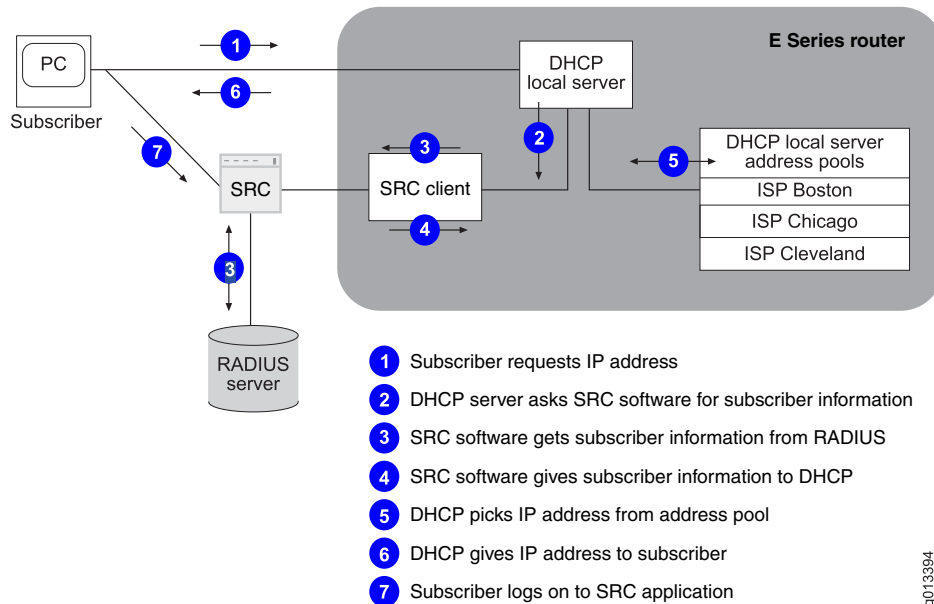 E Series router
1
PC
DHCP
local server
6
Subscriber
2
7
3
DHCP local server
address pools
5
SRC
SRC client
ISP Boston
ISP Chicago
4
ISP Cleveland
3
RADIUS
server
1 Subscriber requests IP address
2 DHCP server asks SRC software for subscriber information
3 SRC software gets subscriber information from RADIUS
4 SRC software gives subscriber information to DHCP
5 DHCP picks IP address from address pool
6 DHCP gives IP address to subscriber
7 Subscriber logs on to SRC application
g013394